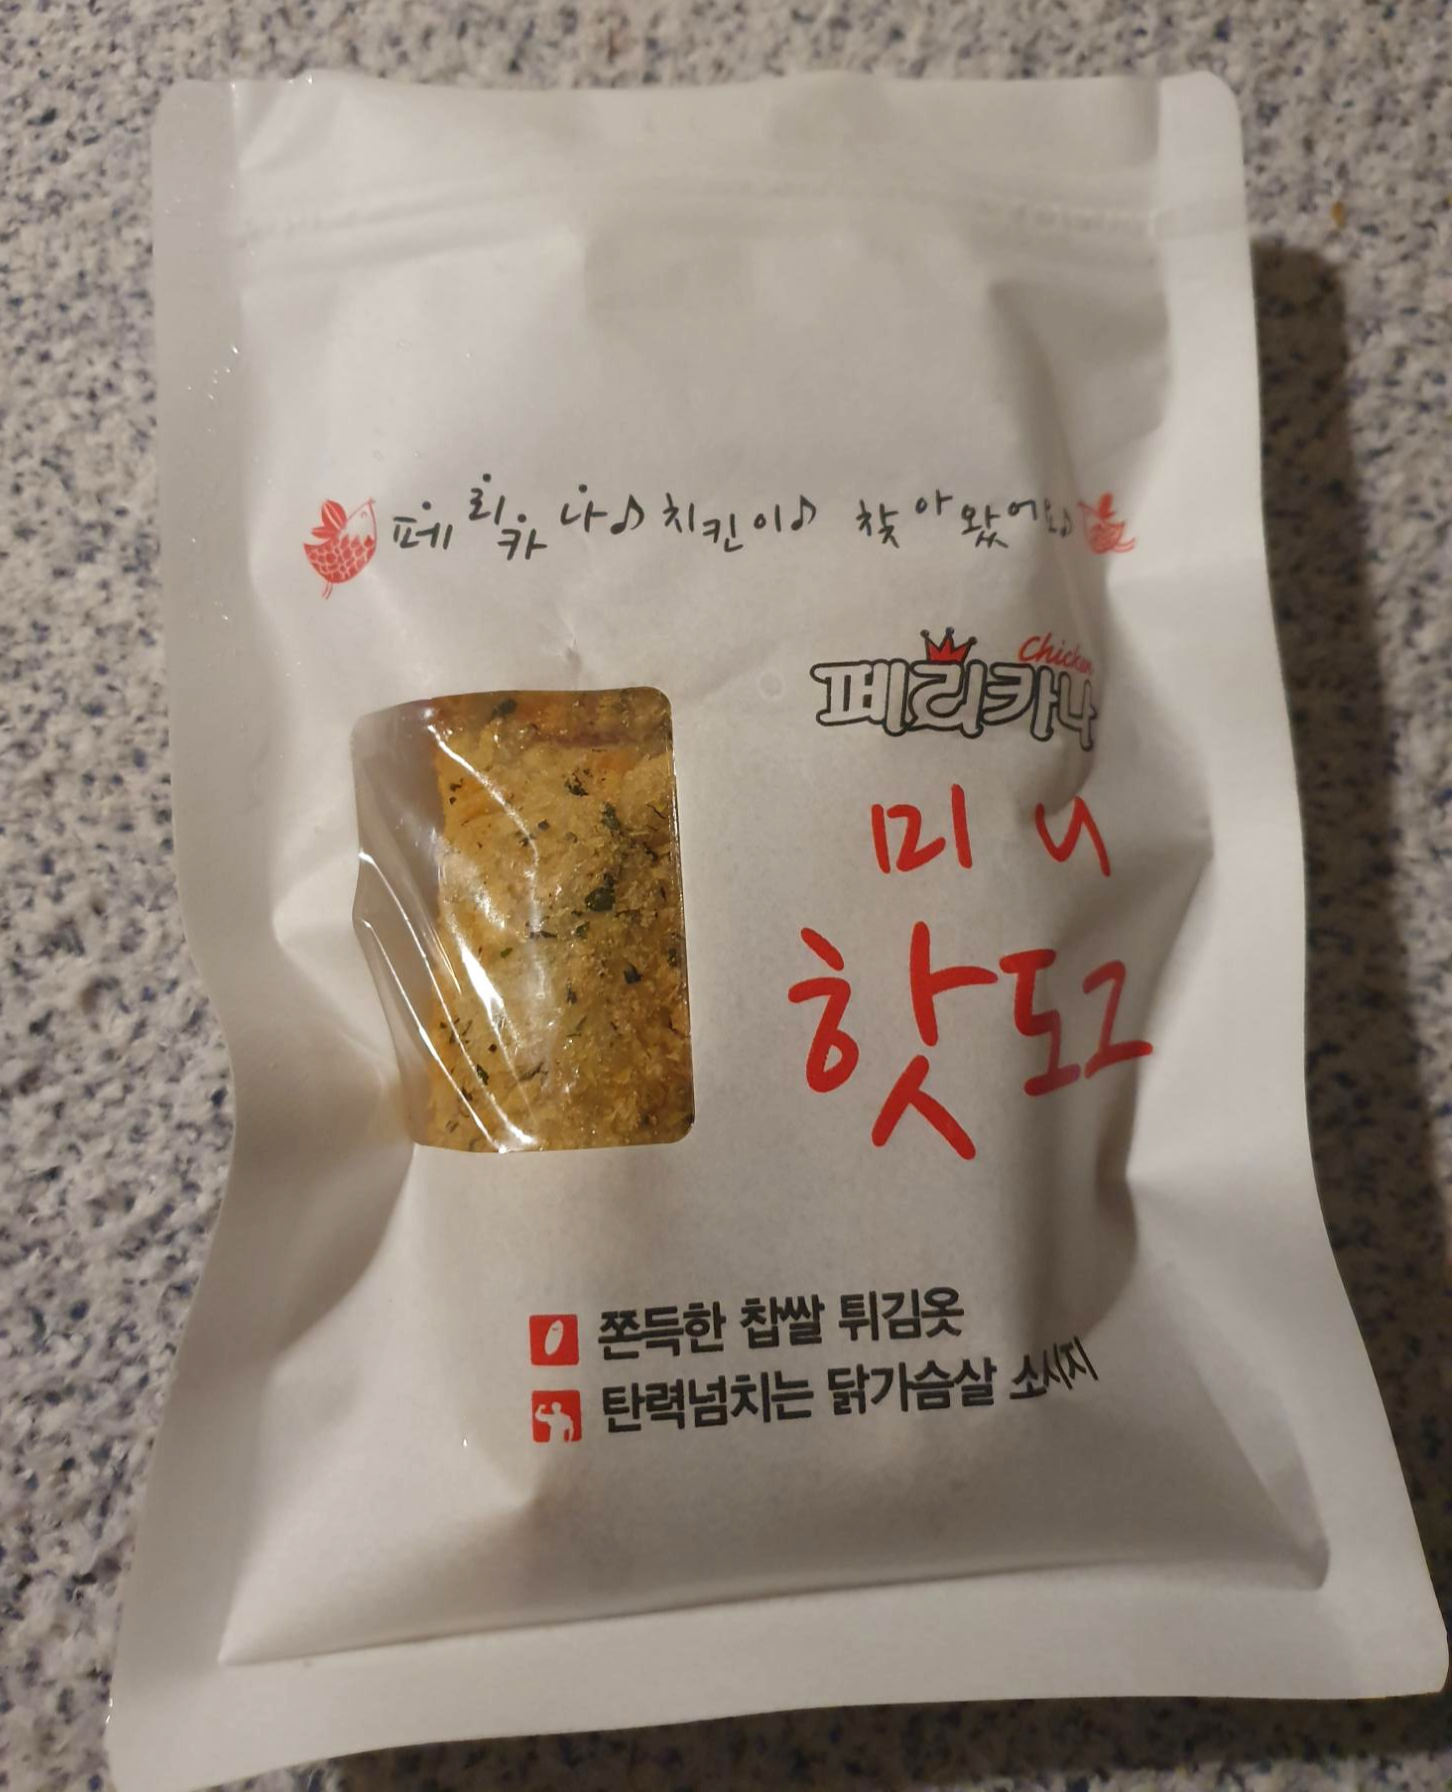 페리카나♪ 치킨이♪ 찾아왔어요♪
Chicken
페리카나
미니
핫도그
쫀득한 찹쌀 튀김옷
탄력넘치는 닭가슴살 소시지